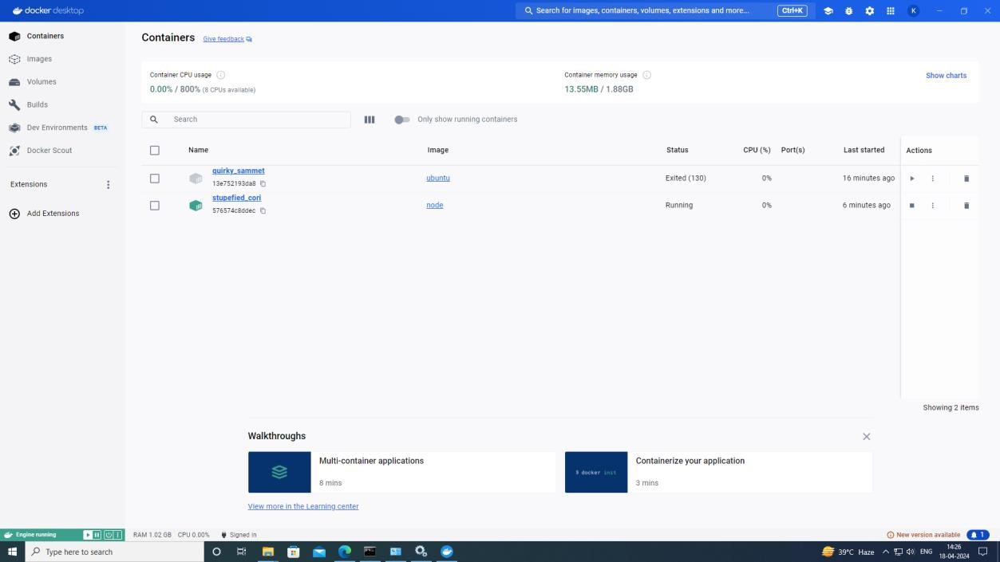 docker desktop
Search for images, containers, volumes, extensions and more...
Ctrl+K
K
Containers
Images
Volumes
Builds
Dev Environments BETA
Docker Scout
Extensions
Add Extensions
Containers Give feedback
Container CPU usage
0.00% / 800% (8 CPUs available)
Container memory usage
13.55MB / 1.88GB
Show charts
Search
Only show running containers
Name Image Status CPU (%) Port(s) Last started Actions
quirky_sammet
13e752193da8
ubuntu Exited (130) 0% 16 minutes ago
stupefied_cori
576574c8ddec
node Running 0% 6 minutes ago
Showing 2 items
Walkthroughs
Multi-container applications
8 mins
$ docker init
Containerize your application
3 mins
View more in the Learning center
Engine running
RAM 1.02 GB CPU 0.00% Signed in
New version available
1
Type here to search
39°C Haze
ENG
14:26
18-04-2024